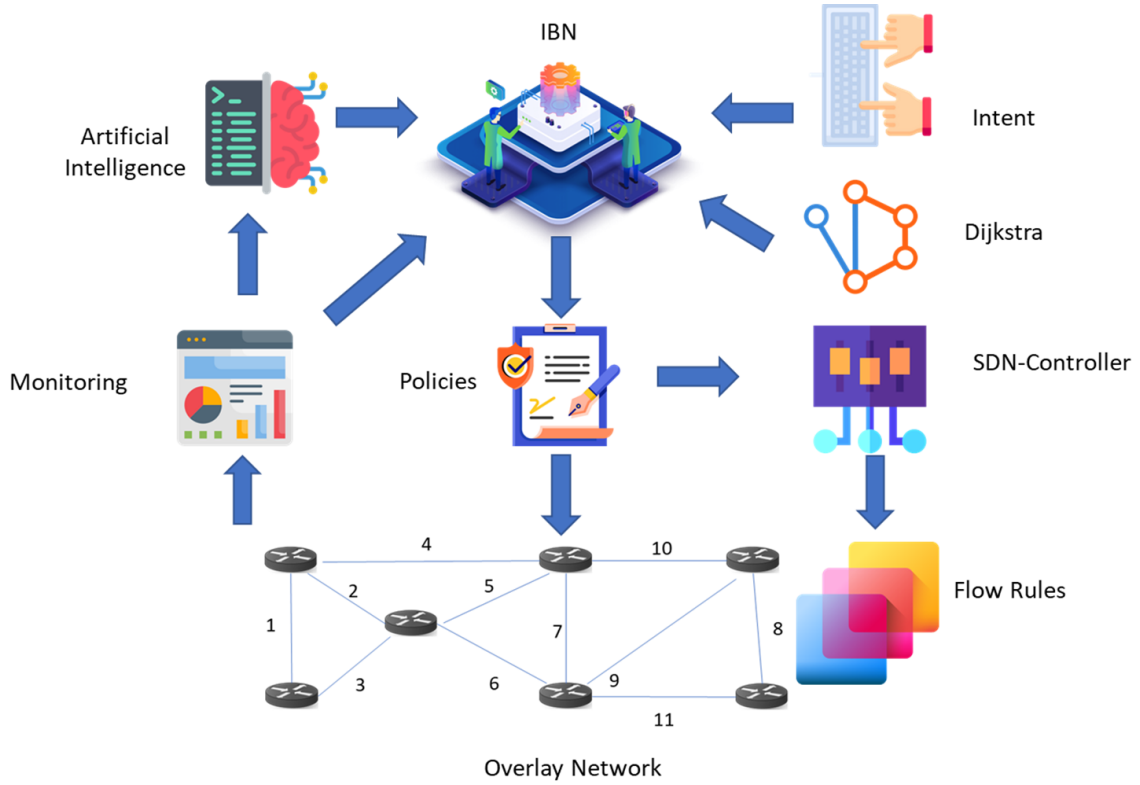 IBN
Artificial
Intelligence
Intent
Dijkstra
Monitoring
Policies
SDN-Controller
4
10
5
2
1
7
8
3
6
9
11
Flow Rules
Overlay Network